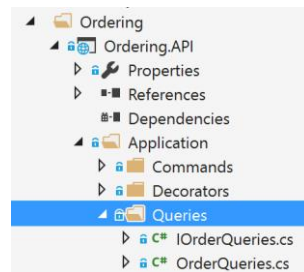 Ordering
Ordering.API
Properties
References
Dependencies
Application
Commands
Decorators
Queries
C# IOrderQueries.cs
C# OrderQueries.cs